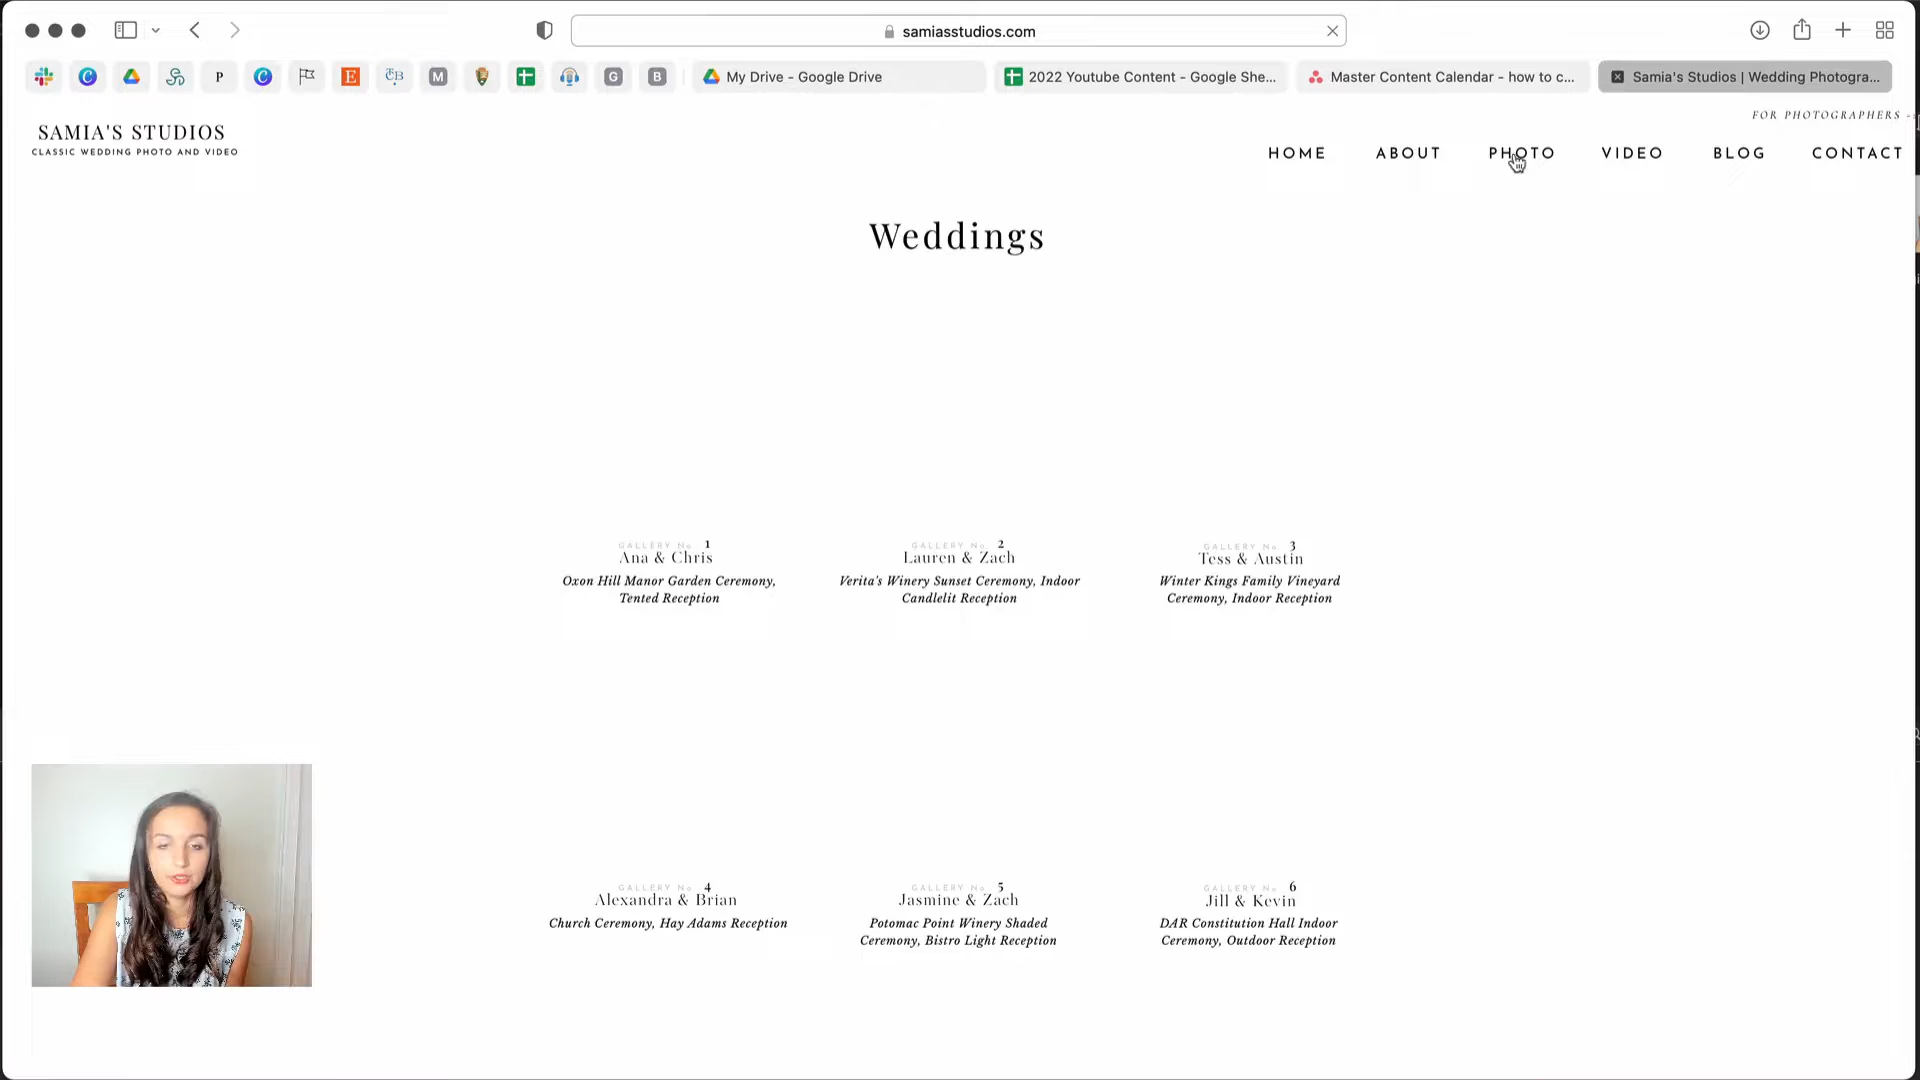 samiasstudios.com
P
CB
M
G
B
My Drive - Google Drive
2022 Youtube Content - Google She...
Master Content Calendar - how to c...
Samia's Studios | Wedding Photogra...
FOR PHOTOGRAPHERS
SAMIA'S STUDIOS
CLASSIC WEDDING PHOTO AND VIDEO
HOME
ABOUT
PHOTO
VIDEO
BLOG
CONTACT
Weddings
GALLERY No. 1
Ana & Chris
Oxon Hill Manor Garden Ceremony,
Tented Reception
GALLERY No. 2
Lauren & Zach
Verita's Winery Sunset Ceremony, Indoor
Candlelit Reception
GALLERY No. 3
Tess & Austin
Winter Kings Family Vineyard
Ceremony, Indoor Reception
GALLERY No. 4
Alexandra & Brian
Church Ceremony, Hay Adams Reception
GALLERY No. 5
Jasmine & Zach
Potomac Point Winery Shaded
Ceremony, Bistro Light Reception
GALLERY No. 6
Jill & Kevin
DAR Constitution Hall Indoor
Ceremony, Outdoor Reception